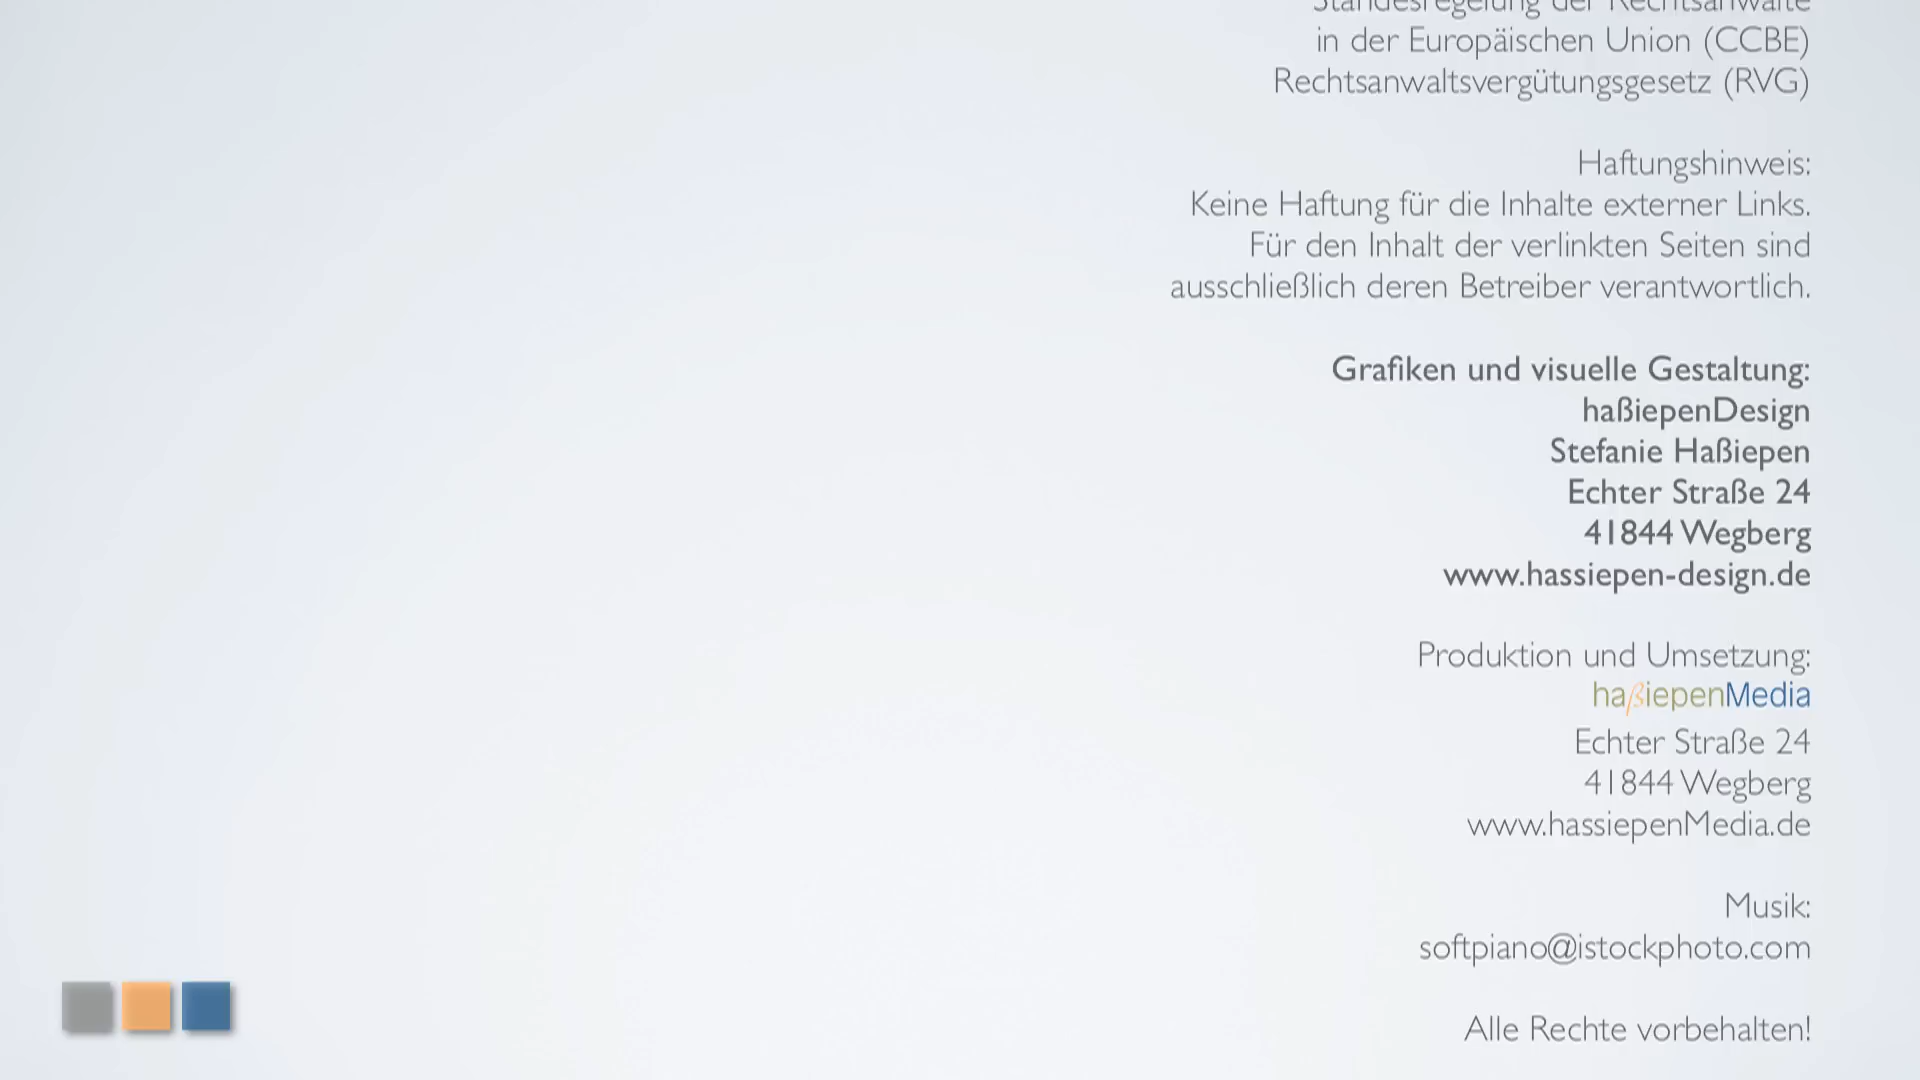 Standesregelung der Rechtsanwälte
in der Europäischen Union (CCBE)
Rechtsanwaltsvergütungsgesetz (RVG)
Haftungshinweis:
Keine Haftung für die Inhalte externer Links.
Für den Inhalt der verlinkten Seiten sind
ausschließlich deren Betreiber verantwortlich.
Grafiken und visuelle Gestaltung:
haßiepenDesign
Stefanie Haßiepen
Echter Straße 24
41844 Wegberg
www.hassiepen-design.de
Produktion und Umsetzung:
haßiepenMedia
Echter Straße 24
41844 Wegberg
www.hassiepenMedia.de
Musik:
softpiano@istockphoto.com
Alle Rechte vorbehalten!